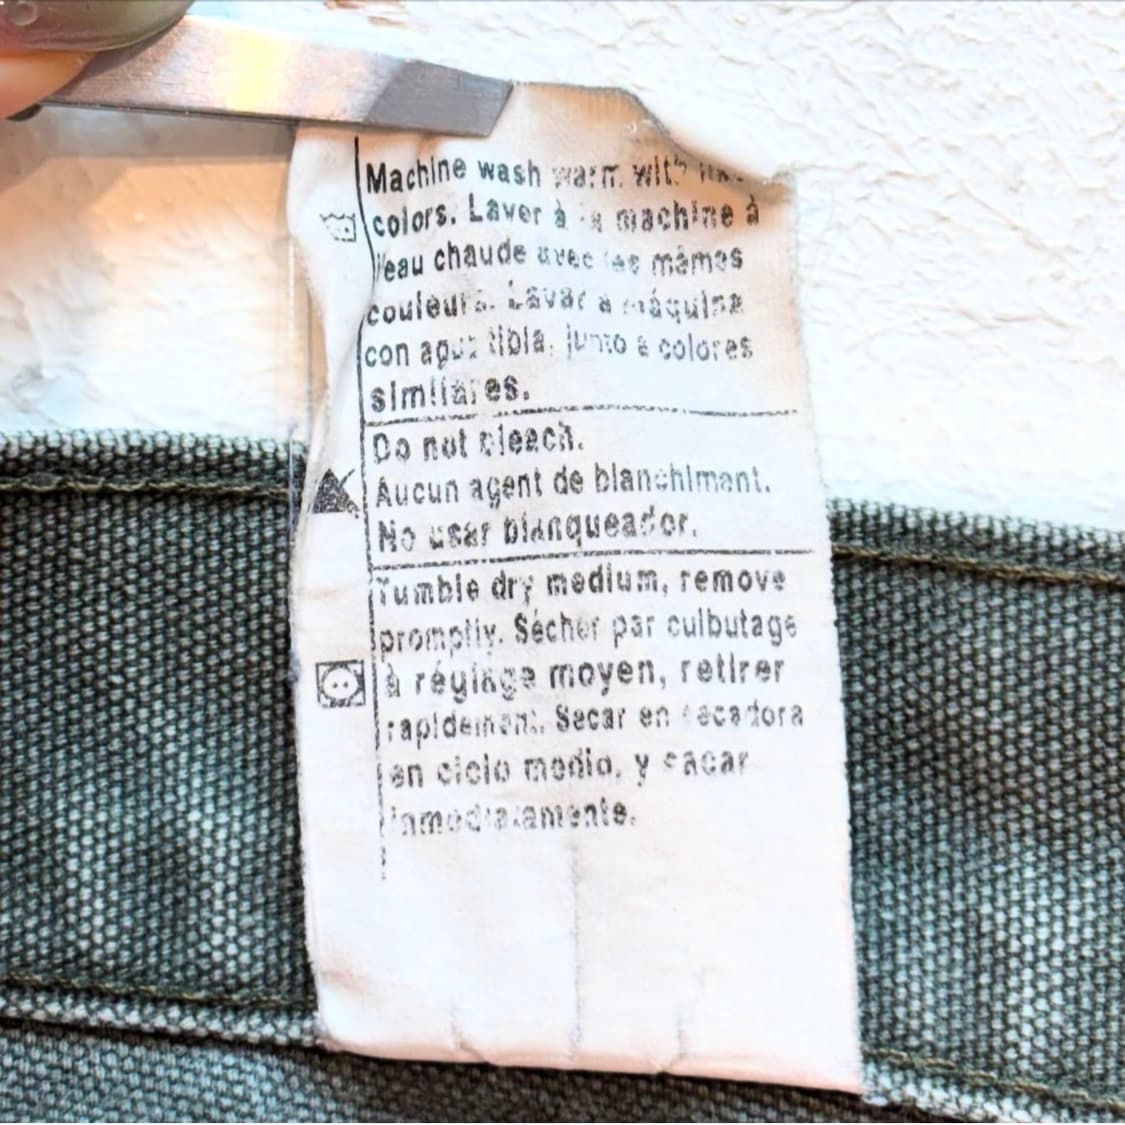 Machine wash warm with
colors. Laver à la machine à
l'eau chaude avec les mêmes
couleurs. Lavar a máquina
con agua tibia, junto a colores
similares.
Do not bleach.
Aucun agent de blanchiment.
No usar blanqueador.
Tumble dry medium, remove
promptly. Sécher par culbutage
à réglage moyen, retirer
rapidement. Secar en secadora
en ciclo medio, y sacar
inmediatamente.